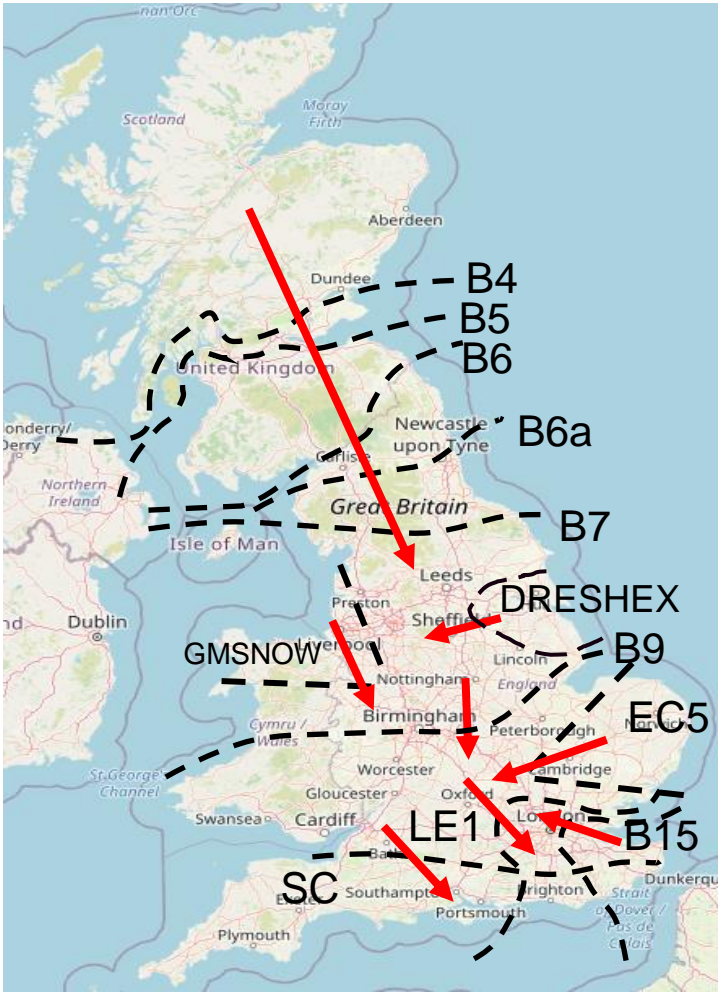 nan Orc
Scotland
Moray
Firth
Aberdeen
Dundee
B4
B5
United Kingdom
B6
onderry/
Derry
Newcastle
upon Tyne
B6a
Carlisle
Northern
Ireland
Great Britain
B7
Isle of Man
Leeds
Preston
DRESHEX
Sheffield
nd
Dublin
Liverpool
GMSNOW
Lincoln
B9
Nottingham
England
Cymru /
Wales
Birmingham
Peterborough
Norwich
EC5
St George's
Channel
Worcester
Cambridge
Gloucester
Oxford
Swansea
Cardiff
LE1
London
B15
Bath
SC
Exeter
Southampton
Portsmouth
Brighton
Strait
of Dover /
Pas de
Calais
Dunkerqu
Plymouth